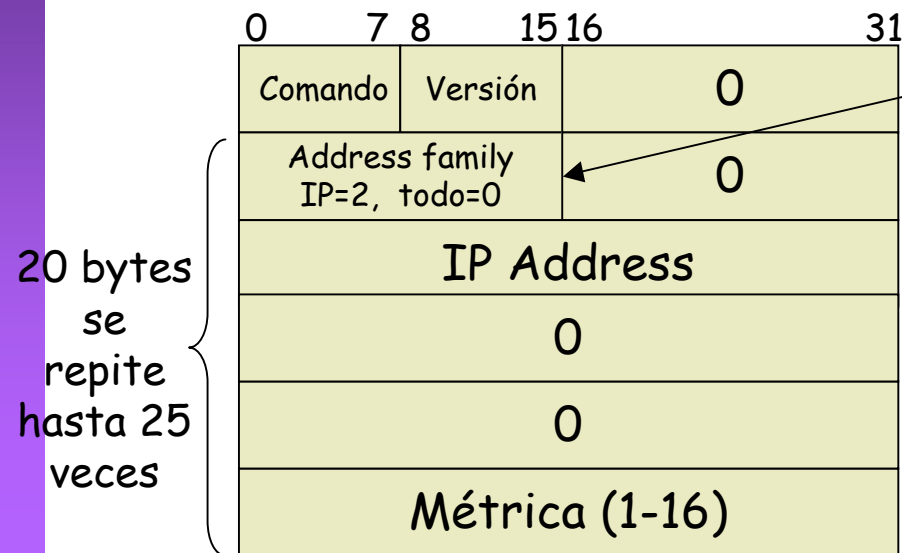 0 7 8 15 16 31
Comando Versión 0
Address family
IP=2, todo=0
0
IP Address
0
0
Métrica (1-16)
20 bytes
se
repite
hasta 25
veces